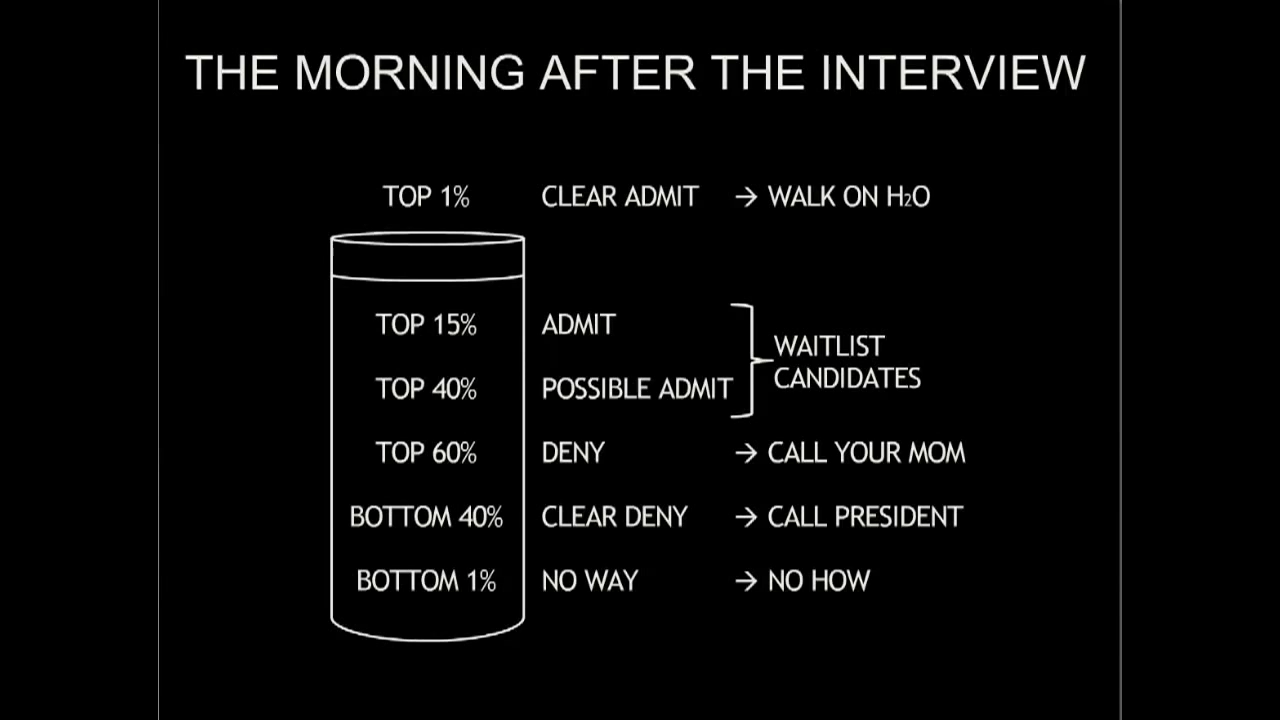 THE MORNING AFTER THE INTERVIEW
TOP 1% CLEAR ADMIT → WALK ON H₂O
TOP 15% ADMIT
WAITLIST
TOP 40% POSSIBLE ADMIT
CANDIDATES
TOP 60% DENY → CALL YOUR MOM
BOTTOM 40% CLEAR DENY → CALL PRESIDENT
BOTTOM 1% NO WAY → NO HOW